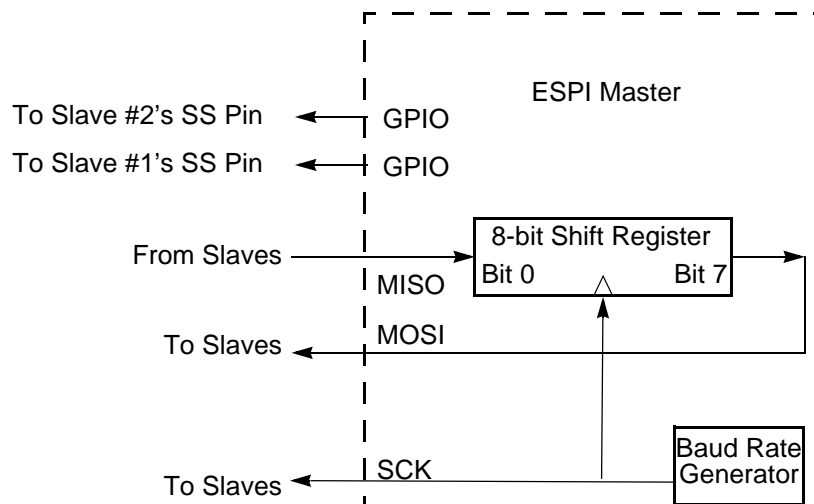 ESPI Master
To Slave #2's SS Pin
GPIO
To Slave #1's SS Pin
GPIO
8-bit Shift Register
From Slaves
Bit 0
Bit 7
MISO
MOSI
To Slaves
Baud Rate
Generator
SCK
To Slaves